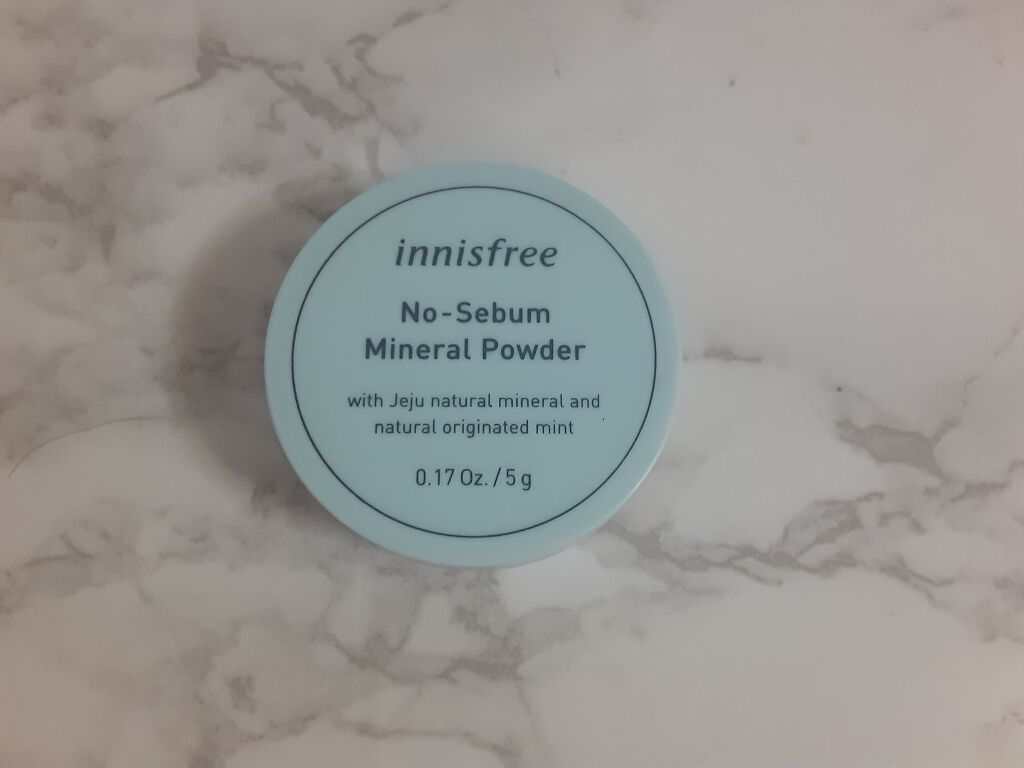 innisfree
No-Sebum
Mineral Powder
with Jeju natural mineral and
natural originated mint
0.17 Oz. / 5 g